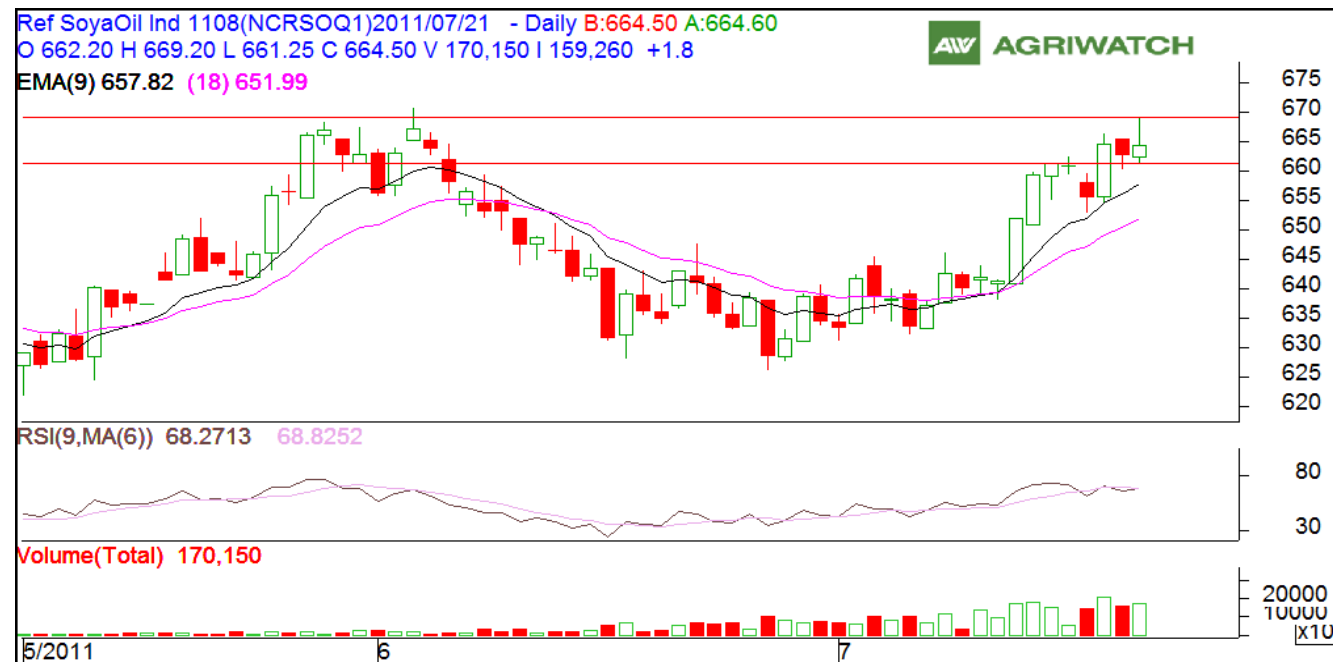 Ref SoyaOil Ind 1108(NCRSOQ1)2011/07/21 - Daily B:664.50 A:664.60
O 662.20 H 669.20 L 661.25 C 664.50 V 170,150 I 159,260 +1.8
AW AGRIWATCH
EMA(9) 657.82 (18) 651.99
675
670
665
660
655
650
645
640
635
630
625
620
RSI(9,MA(6)) 68.2713 68.8252
80
30
Volume(Total) 170,150
20000
10000
x10
5/2011 6 7